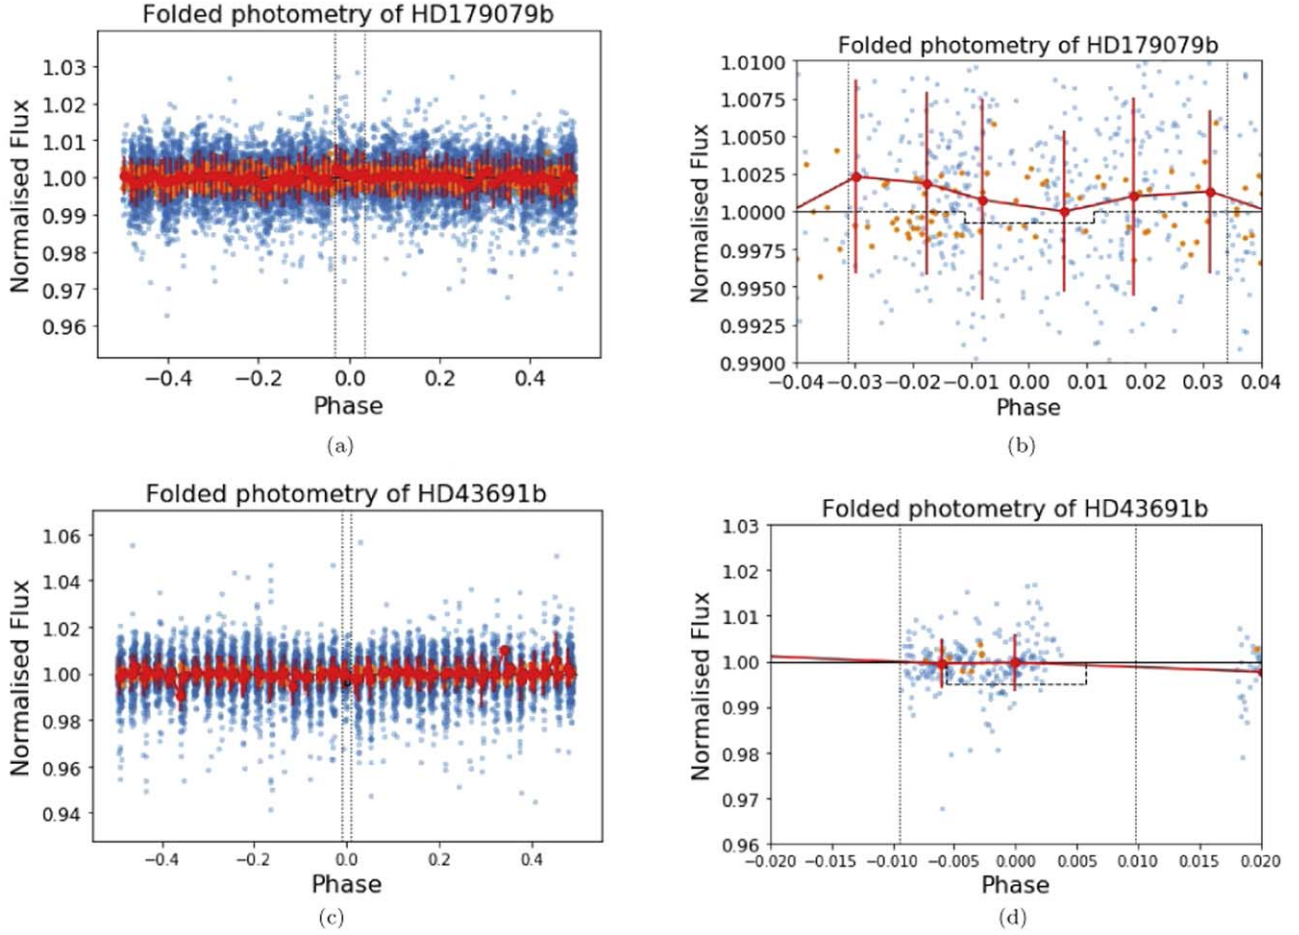 Folded photometry of HD179079b
Normalised Flux
1.03
1.02
1.01
1.00
0.99
0.98
0.97
0.96
−0.4 −0.2 0.0 0.2 0.4
Phase
(a)
Folded photometry of HD179079b
Normalised Flux
1.0100
1.0075
1.0050
1.0025
1.0000
0.9975
0.9950
0.9925
0.9900
−0.04 −0.03 −0.02 −0.01 0.00 0.01 0.02 0.03 0.04
Phase
(b)
Folded photometry of HD43691b
Normalised Flux
1.06
1.04
1.02
1.00
0.98
0.96
0.94
−0.4 −0.2 0.0 0.2 0.4
Phase
(c)
Folded photometry of HD43691b
Normalised Flux
1.03
1.02
1.01
1.00
0.99
0.98
0.97
0.96
−0.020 −0.015 −0.010 −0.005 0.000 0.005 0.010 0.015 0.020
Phase
(d)